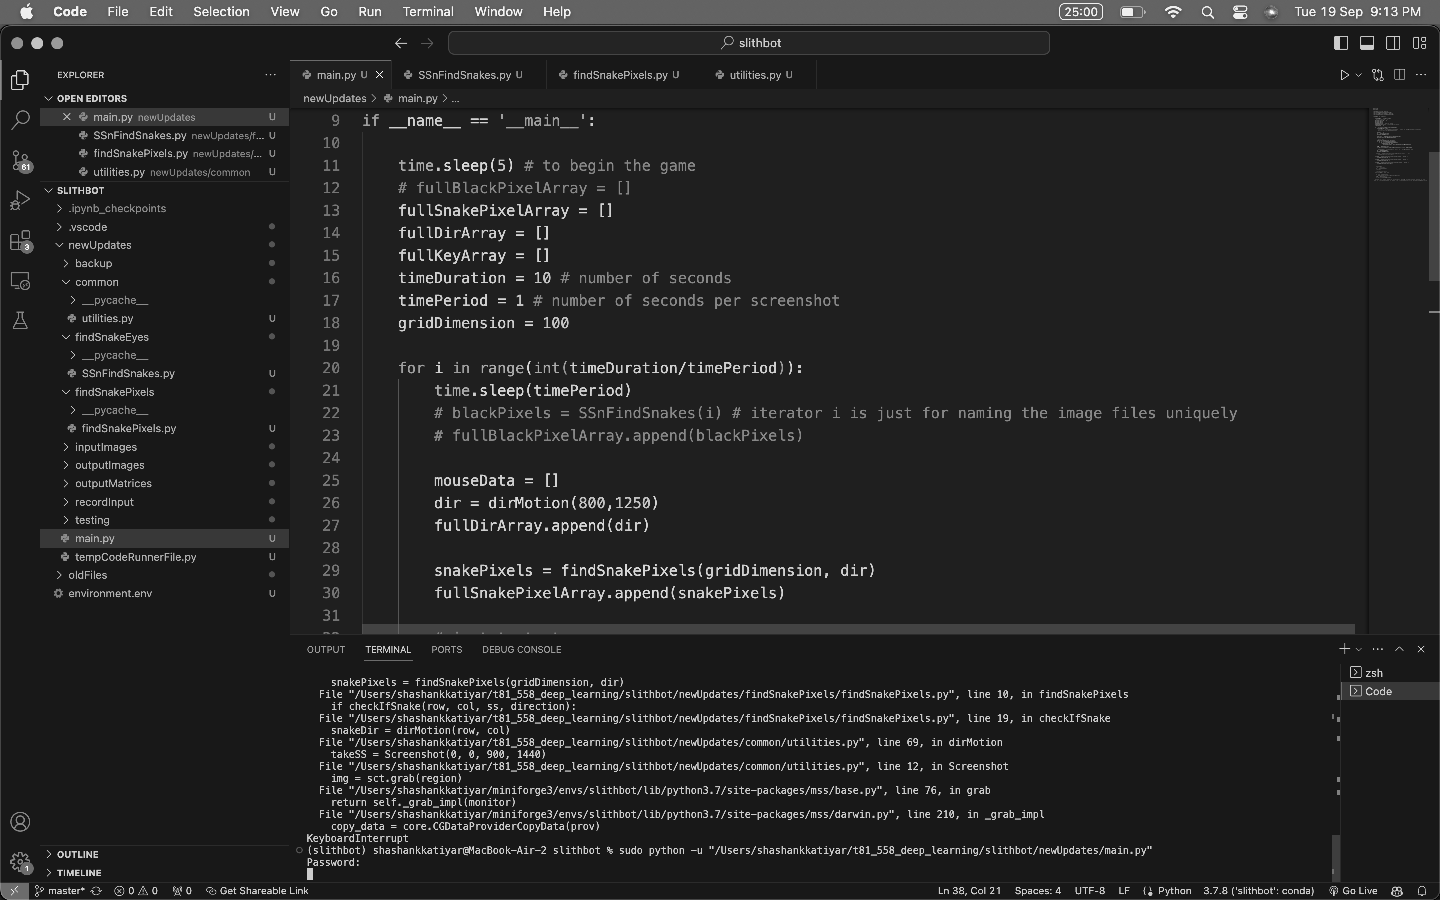 Code File Edit Selection View Go Run Terminal Window Help 25:00 Tue 19 Sep 9:13 PM
slithbot
EXPLORER
OPEN EDITORS
main.py newUpdates U
SSnFindSnakes.py newUpdates/f... U
findSnakePixels.py newUpdates/... U
utilities.py newUpdates/common U
SLITHBOT
.ipynb_checkpoints
.vscode
newUpdates
backup
common
__pycache__
utilities.py U
findSnakeEyes
__pycache__
SSnFindSnakes.py U
findSnakePixels
__pycache__
findSnakePixels.py U
inputImages
outputImages
outputMatrices
recordInput
testing
main.py U
tempCodeRunnerFile.py U
oldFiles
environment.env U
OUTLINE
TIMELINE
61
3
1
main.py U SSnFindSnakes.py U findSnakePixels.py U utilities.py U
newUpdates > main.py > ...
9 if __name__ == '__main__':
10
11 time.sleep(5) # to begin the game
12 # fullBlackPixelArray = []
13 fullSnakePixelArray = []
14 fullDirArray = []
15 fullKeyArray = []
16 timeDuration = 10 # number of seconds
17 timePeriod = 1 # number of seconds per screenshot
18 gridDimension = 100
19
20 for i in range(int(timeDuration/timePeriod)):
21 time.sleep(timePeriod)
22 # blackPixels = SSnFindSnakes(i) # iterator i is just for naming the image files uniquely
23 # fullBlackPixelArray.append(blackPixels)
24
25 mouseData = []
26 dir = dirMotion(800,1250)
27 fullDirArray.append(dir)
28
29 snakePixels = findSnakePixels(gridDimension, dir)
30 fullSnakePixelArray.append(snakePixels)
31
OUTPUT TERMINAL PORTS DEBUG CONSOLE
zsh
Code
snakePixels = findSnakePixels(gridDimension, dir)
File "/Users/shashankkatiyar/t81_558_deep_learning/slithbot/newUpdates/findSnakePixels/findSnakePixels.py", line 10, in findSnakePixels
if checkIfSnake(row, col, ss, direction):
File "/Users/shashankkatiyar/t81_558_deep_learning/slithbot/newUpdates/findSnakePixels/findSnakePixels.py", line 19, in checkIfSnake
snakeDir = dirMotion(row, col)
File "/Users/shashankkatiyar/t81_558_deep_learning/slithbot/newUpdates/common/utilities.py", line 69, in dirMotion
takeSS = Screenshot(0, 0, 900, 1440)
File "/Users/shashankkatiyar/t81_558_deep_learning/slithbot/newUpdates/common/utilities.py", line 12, in Screenshot
img = sct.grab(region)
File "/Users/shashankkatiyar/miniforge3/envs/slithbot/lib/python3.7/site-packages/mss/base.py", line 76, in grab
return self._grab_impl(monitor)
File "/Users/shashankkatiyar/miniforge3/envs/slithbot/lib/python3.7/site-packages/mss/darwin.py", line 210, in _grab_impl
copy_data = core.CGDataProviderCopyData(prov)
KeyboardInterrupt
(slithbot) shashankkatiyar@MacBook-Air-2 slithbot % sudo python -u "/Users/shashankkatiyar/t81_558_deep_learning/slithbot/newUpdates/main.py"
Password:
master* 0 0 0 Get Shareable Link Ln 38, Col 21 Spaces: 4 UTF-8 LF Python 3.7.8 ('slithbot': conda) Go Live